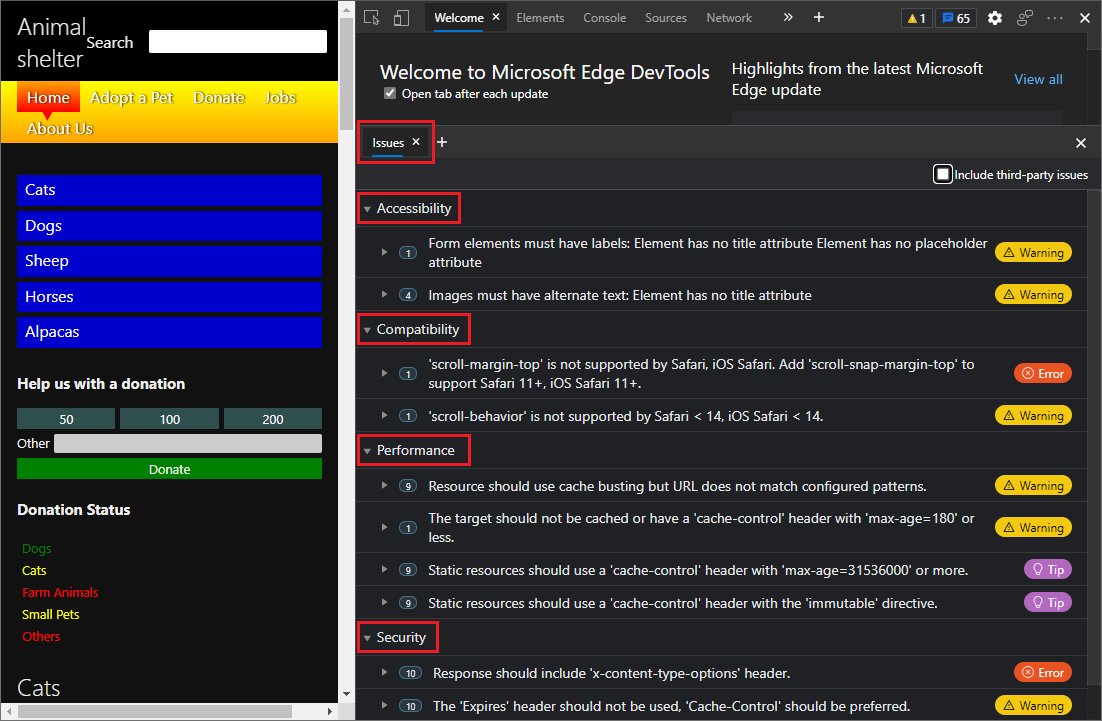 Animal
shelter
Search
Home Adopt a Pet Donate Jobs
About Us
Cats
Dogs
Sheep
Horses
Alpacas
Help us with a donation
50 100 200
Other
Donate
Donation Status
Dogs
Cats
Farm Animals
Small Pets
Others
Cats
Welcome Elements Console Sources Network 1 65
Welcome to Microsoft Edge DevTools
Open tab after each update
Highlights from the latest Microsoft
Edge update
View all
Issues
Include third-party issues
Accessibility
1 Form elements must have labels: Element has no title attribute Element has no placeholder
attribute
Warning
4 Images must have alternate text: Element has no title attribute Warning
Compatibility
1 'scroll-margin-top' is not supported by Safari, iOS Safari. Add 'scroll-snap-margin-top' to
support Safari 11+, iOS Safari 11+.
Error
1 'scroll-behavior' is not supported by Safari < 14, iOS Safari < 14. Warning
Performance
9 Resource should use cache busting but URL does not match configured patterns. Warning
1 The target should not be cached or have a 'cache-control' header with 'max-age=180' or
less.
Warning
9 Static resources should use a 'cache-control' header with 'max-age=31536000' or more. Tip
9 Static resources should use a 'cache-control' header with the 'immutable' directive. Tip
Security
10 Response should include 'x-content-type-options' header. Error
10 The 'Expires' header should not be used, 'Cache-Control' should be preferred. Warning